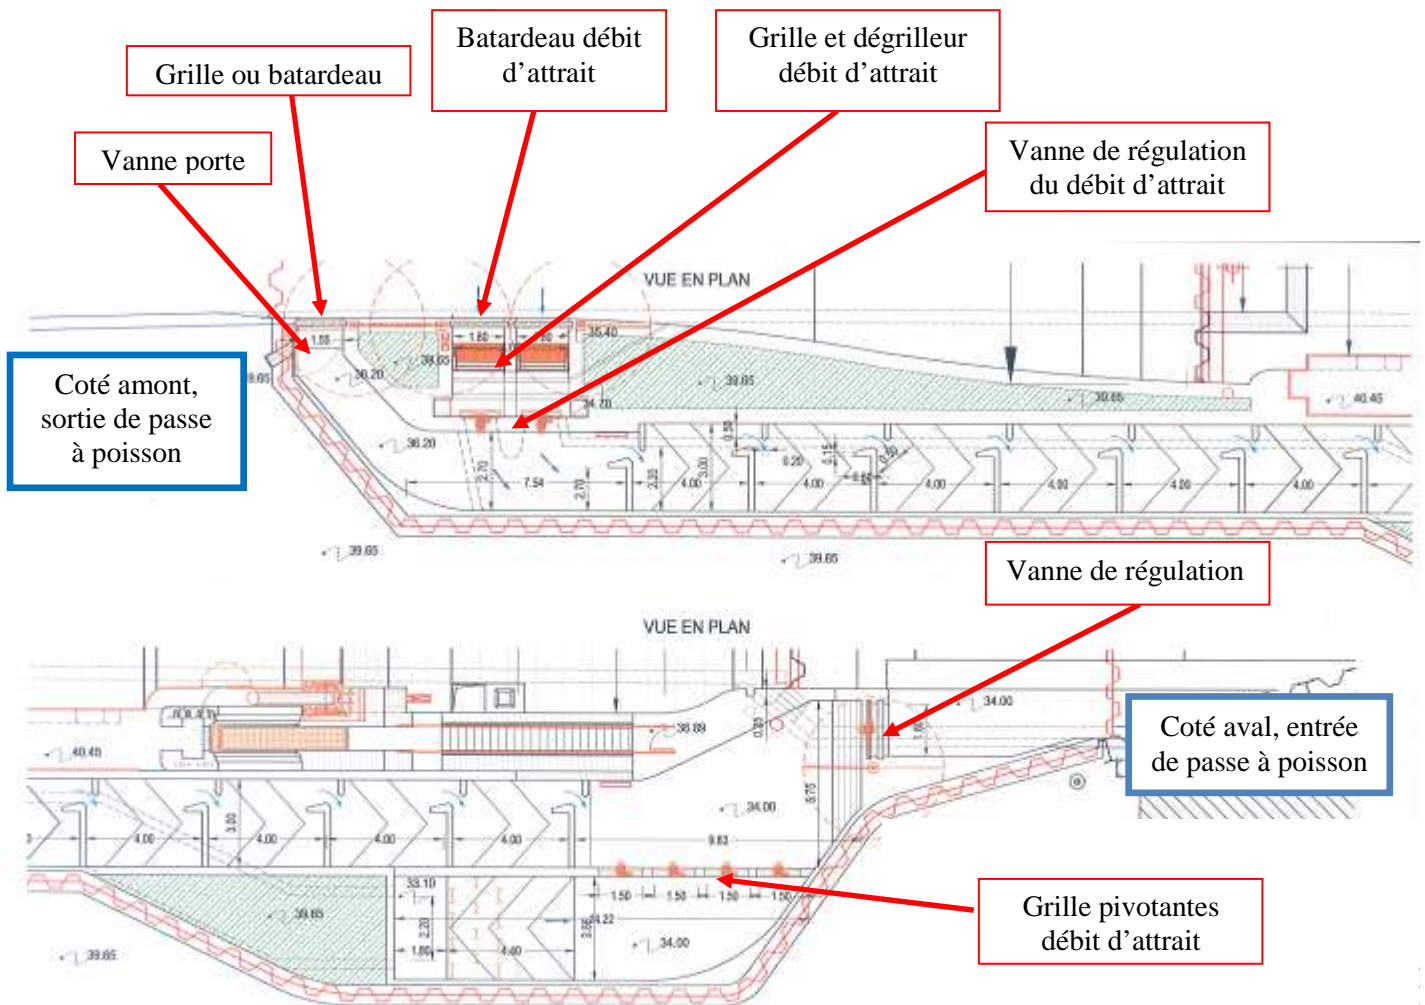 Batardeau débit
d'attrait
Grille et dégrilleur
débit d'attrait
Grille ou batardeau
Vanne porte
Vanne de régulation
du débit d'attrait
VUE EN PLAN
35.40
1.55
1.60
39.65
36.20
39.65
39.65
40.45
34.70
Coté amont,
sortie de passe
à poisson
36.20
0.50
0.20
0.15
2.70
7.54
2.70
2.20
4.00
3.00
4.00
4.00
4.00
4.00
4.00
39.65
39.65
Vanne de régulation
VUE EN PLAN
34.00
36.89
40.45
Coté aval, entrée
de passe à poisson
5.75
34.00
3.00
4.00
4.00
4.00
4.00
9.63
33.10
1.50
1.50
1.50
1.50
39.65
2.20
34.00
1.80
4.40
39.65
Grille pivotantes
débit d'attrait